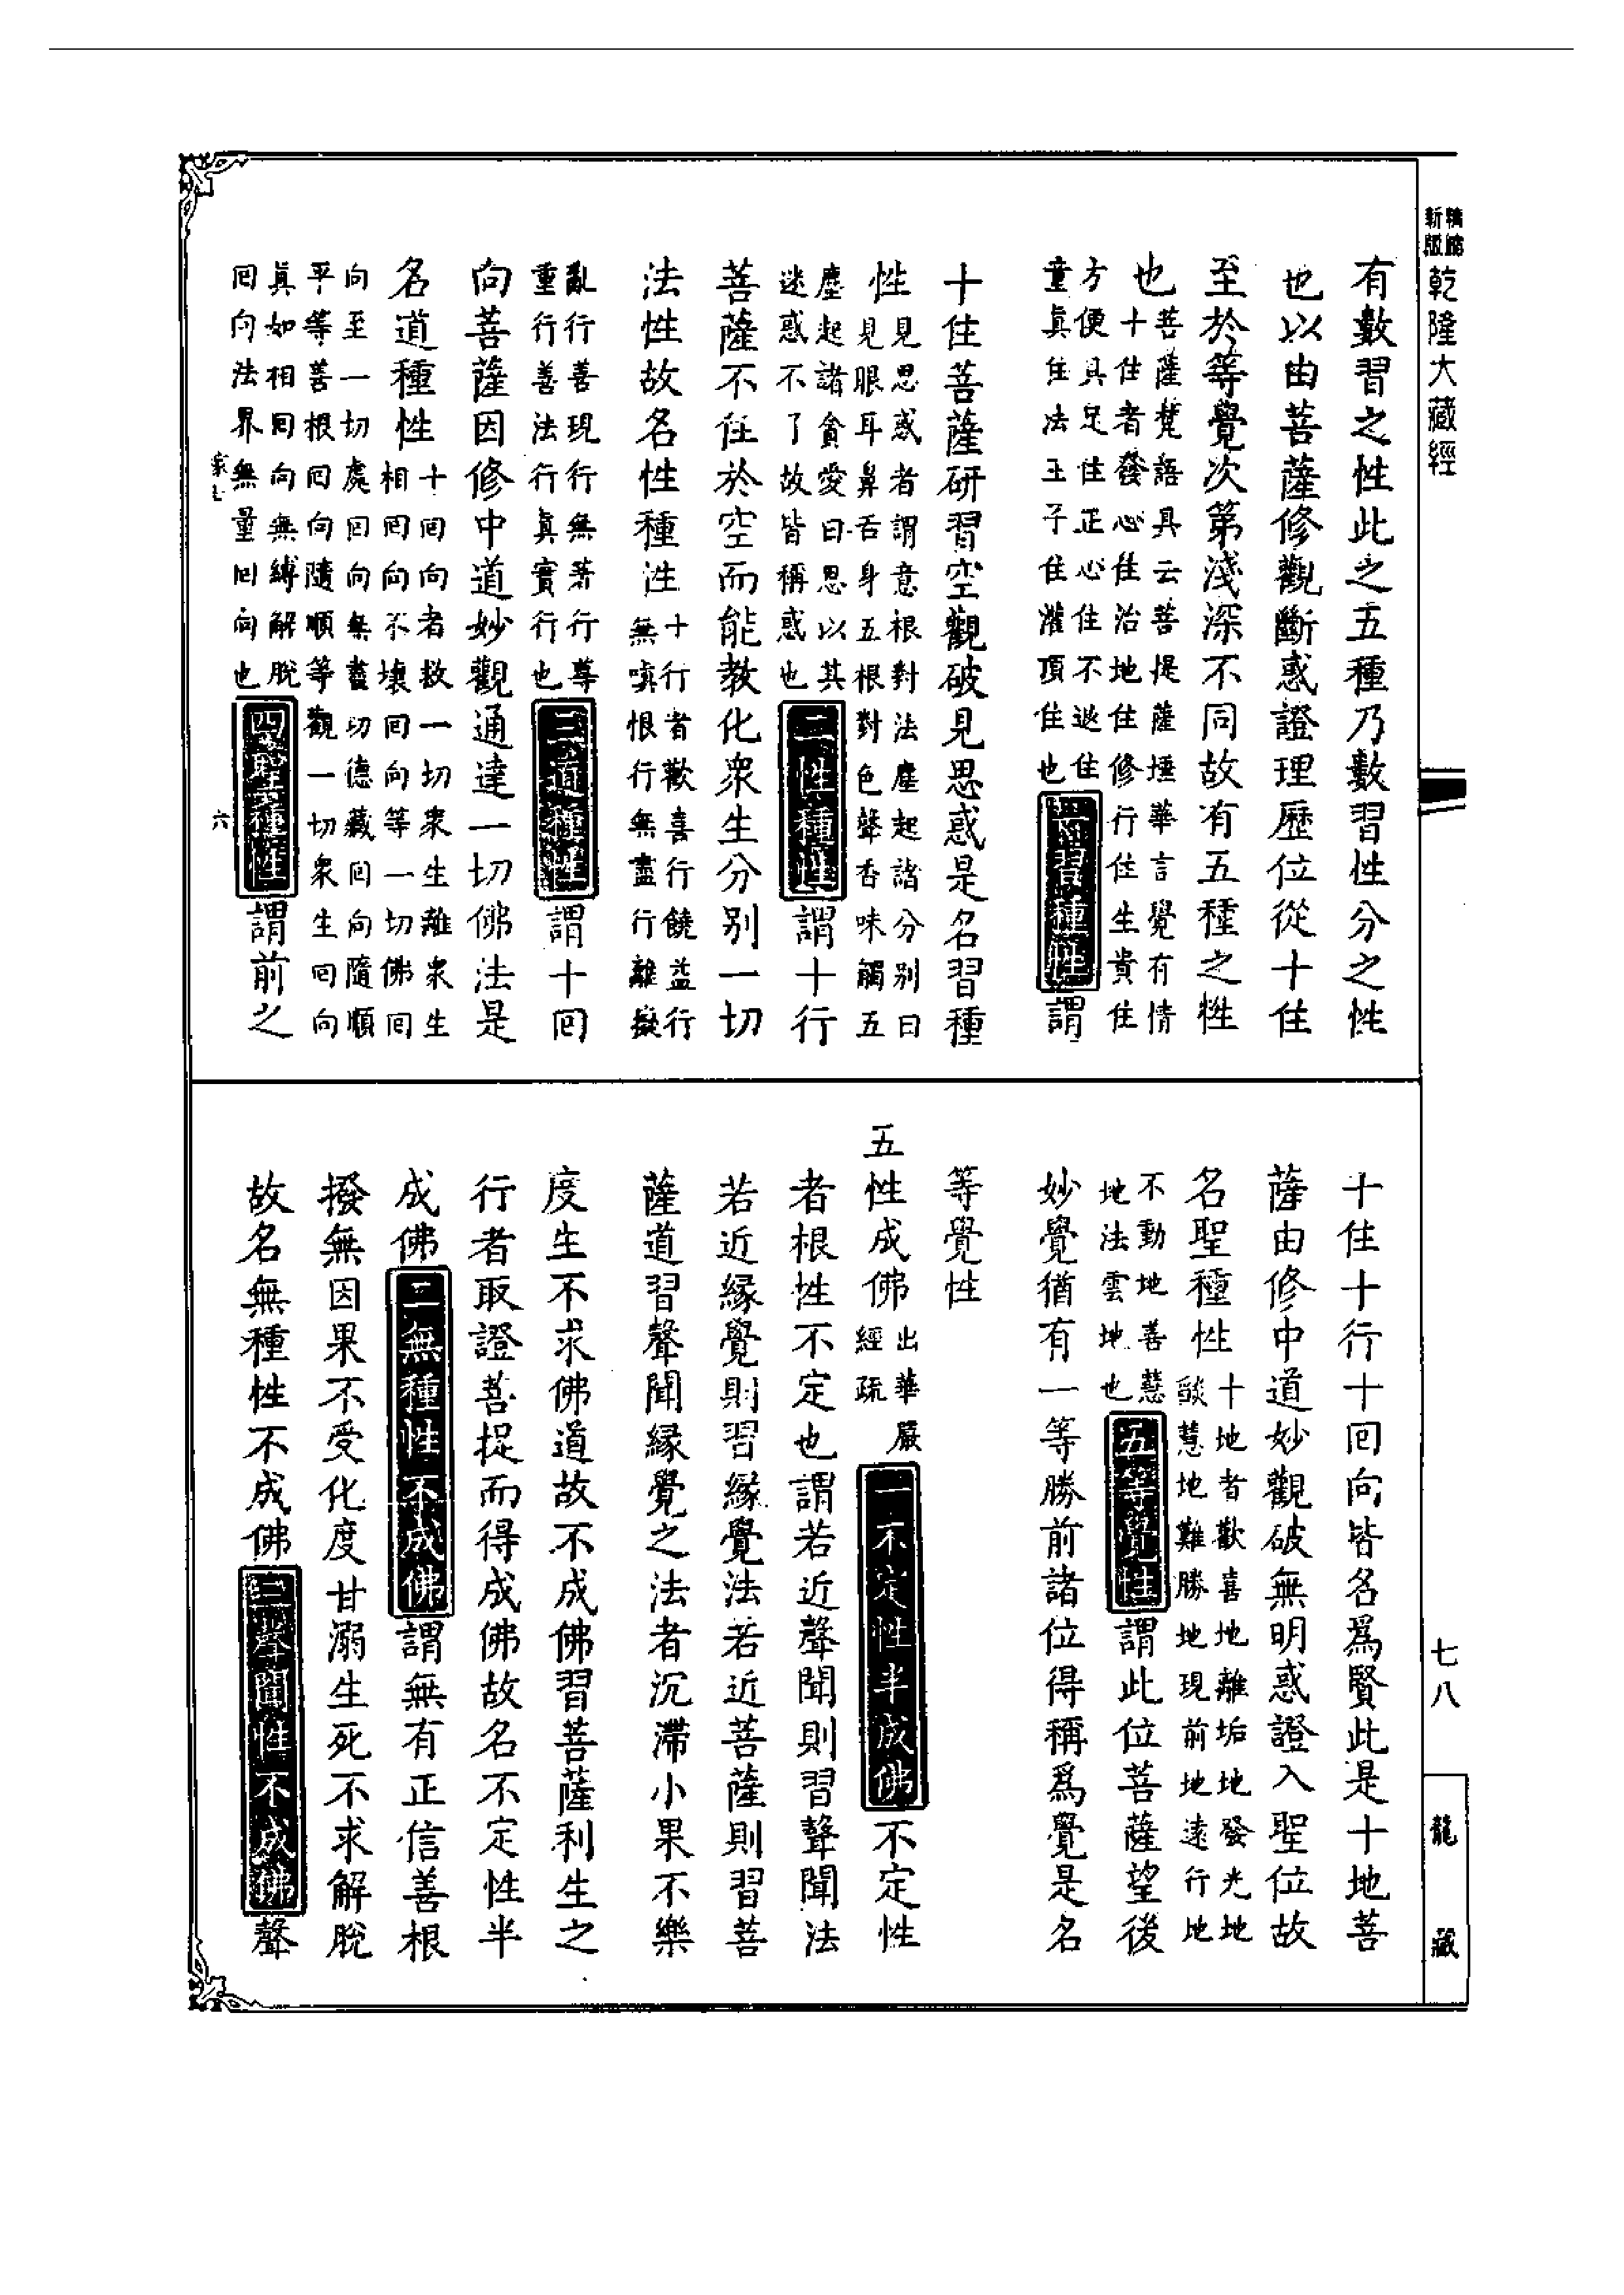 精縮
新版
乾隆大藏經
有數習之性此之五種乃數習性分之性
也以由菩薩修觀斷惑證理歷位從十住
至於等覺次第淺深不同故有五種之性
也菩薩梵語具云菩提薩埵華言覺有情
十住者發心住治地住修行住生貴住
方便具足住正心住不退住
童眞住法王子住灌頂住也一習種性謂
十住菩薩研習空觀破見思惑是名習種
性見思惑者謂意根對法塵起諸分別曰
見眼耳鼻舌身五根對色聲香味觸五
塵起諸貪愛曰思以其
迷惑不了故皆稱惑也二性種性謂十行
菩薩不住於空而能教化衆生分別一切
法性故名性種性十行者歡喜行饒益行
無嗔恨行無盡行離癡
亂行善現行無著行尊
重行善法行眞實行也三道種性謂十回
向菩薩因修中道妙觀通達一切佛法是
名道種性十回向者救一切衆生離衆生
相回向不壞回向等一切佛回
向至一切處回向無盡功德藏回向隨順
平等善根回向隨順等觀一切衆生回向
眞如相回向無縛解脫
回向法界無量回向也四聖種性謂前之
六
十住十行十回向皆名爲賢此是十地菩
薩由修中道妙觀破無明惑證入聖位故
名聖種性十地者歡喜地離垢地發光地
燄慧地難勝地現前地遠行地
不動地善慧
地法雲地也五等覺性謂此位菩薩望後
妙覺猶有一等勝前諸位得稱爲覺是名
等覺性
五性成佛出華嚴
經疏一不定性半成佛不定性
者根性不定也謂若近聲聞則習聲聞法
若近緣覺則習緣覺法若近菩薩則習菩
薩道習聲聞緣覺之法者沉滯小果不樂
度生不求佛道故不成佛習菩薩利生之
行者取證菩提而得成佛故名不定性半
成佛二無種性不成佛謂無有正信善根
撥無因果不受化度甘溺生死不求解脫
故名無種性不成佛三聲聞性不成佛聲
七八
龍藏